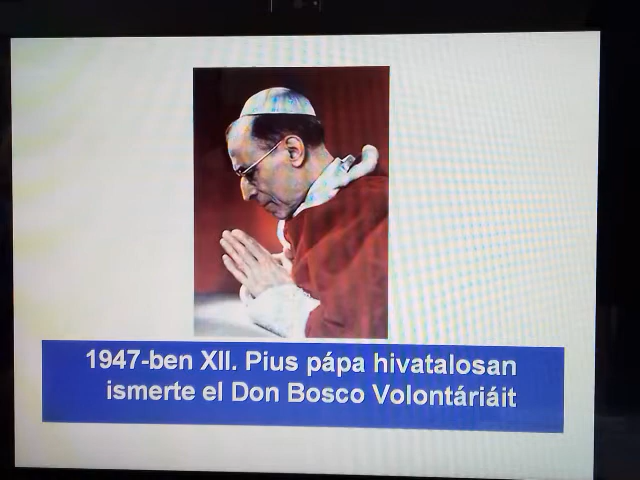 1947-ben XII. Pius pápa hivatalosan
ismerte el Don Bosco Volontáriáit